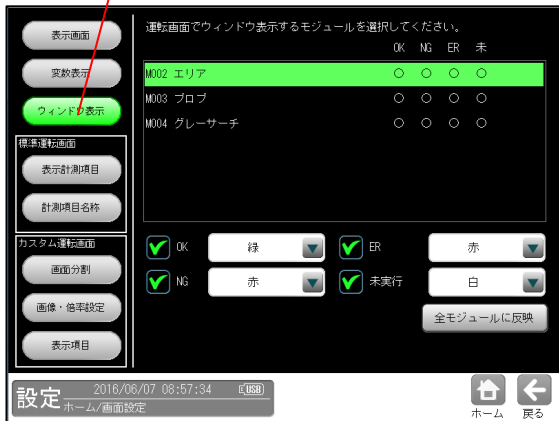 表示画面
変数表示
ウィンドウ表示
標準運転画面
表示計測項目
計測項目名称
カスタム運転画面
画面分割
画像・倍率設定
表示項目
運転画面でウィンドウ表示するモジュールを選択してください。
OK NG ER 未
M002 エリア ○ ○ ○ ○
M003 ブロブ ○ ○ ○ ○
M004 グレーサーチ ○ ○ ○ ○
OK 緑 ER 赤
NG 赤 未実行 白
全モジュールに反映
設定 2016/06/07 08:57:34 USB
ホーム/画面設定
ホーム 戻る